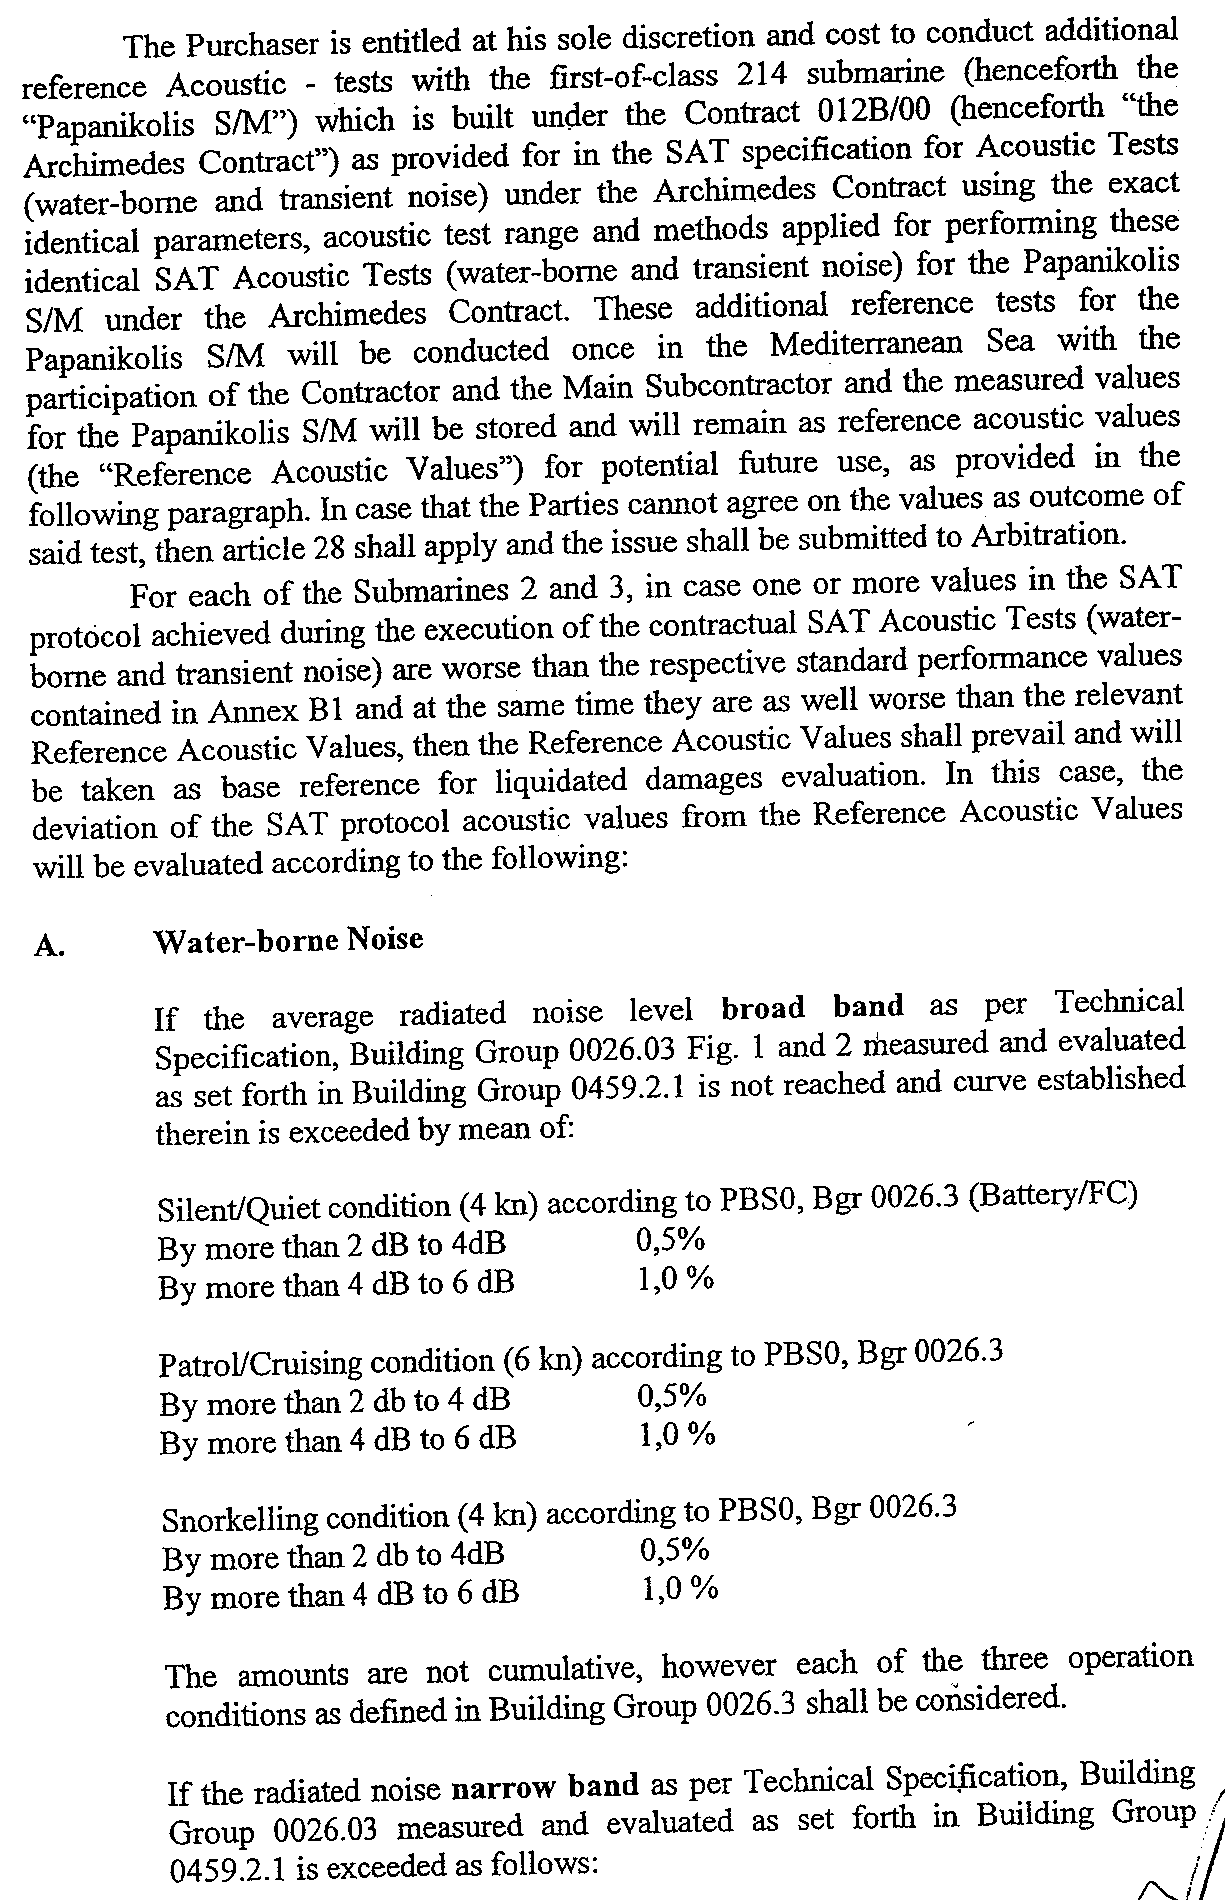 The Purchaser is entitled at his sole discretion and cost to conduct additional
reference Acoustic - tests with the first-of-class 214 submarine (henceforth the
“Papanikolis S/M”) which is built under the Contract 012B/00 (henceforth “the
Archimedes Contract”) as provided for in the SAT specification for Acoustic Tests
(water-borne and transient noise) under the Archimedes Contract using the exact
identical parameters, acoustic test range and methods applied for performing these
identical SAT Acoustic Tests (water-borne and transient noise) for the Papanikolis
S/M under the Archimedes Contract. These additional reference tests for the
Papanikolis S/M will be conducted once in the Mediterranean Sea with the
participation of the Contractor and the Main Subcontractor and the measured values
for the Papanikolis S/M will be stored and will remain as reference acoustic values
(the “Reference Acoustic Values”) for potential future use, as provided in the
following paragraph. In case that the Parties cannot agree on the values as outcome of
said test, then article 28 shall apply and the issue shall be submitted to Arbitration.
For each of the Submarines 2 and 3, in case one or more values in the SAT
protocol achieved during the execution of the contractual SAT Acoustic Tests (water-
borne and transient noise) are worse than the respective standard performance values
contained in Annex B1 and at the same time they are as well worse than the relevant
Reference Acoustic Values, then the Reference Acoustic Values shall prevail and will
be taken as base reference for liquidated damages evaluation. In this case, the
deviation of the SAT protocol acoustic values from the Reference Acoustic Values
will be evaluated according to the following:
A. Water-borne Noise
If the average radiated noise level broad band as per Technical
Specification, Building Group 0026.03 Fig. 1 and 2 measured and evaluated
as set forth in Building Group 0459.2.1 is not reached and curve established
therein is exceeded by mean of:
Silent/Quiet condition (4 kn) according to PBS0, Bgr 0026.3 (Battery/FC)
By more than 2 dB to 4dB 0,5%
By more than 4 dB to 6 dB 1,0 %
Patrol/Cruising condition (6 kn) according to PBS0, Bgr 0026.3
By more than 2 db to 4 dB 0,5%
By more than 4 dB to 6 dB 1,0 %
Snorkelling condition (4 kn) according to PBS0, Bgr 0026.3
By more than 2 db to 4dB 0,5%
By more than 4 dB to 6 dB 1,0 %
The amounts are not cumulative, however each of the three operation
conditions as defined in Building Group 0026.3 shall be considered.
If the radiated noise narrow band as per Technical Specification, Building
Group 0026.03 measured and evaluated as set forth in Building Group
0459.2.1 is exceeded as follows: